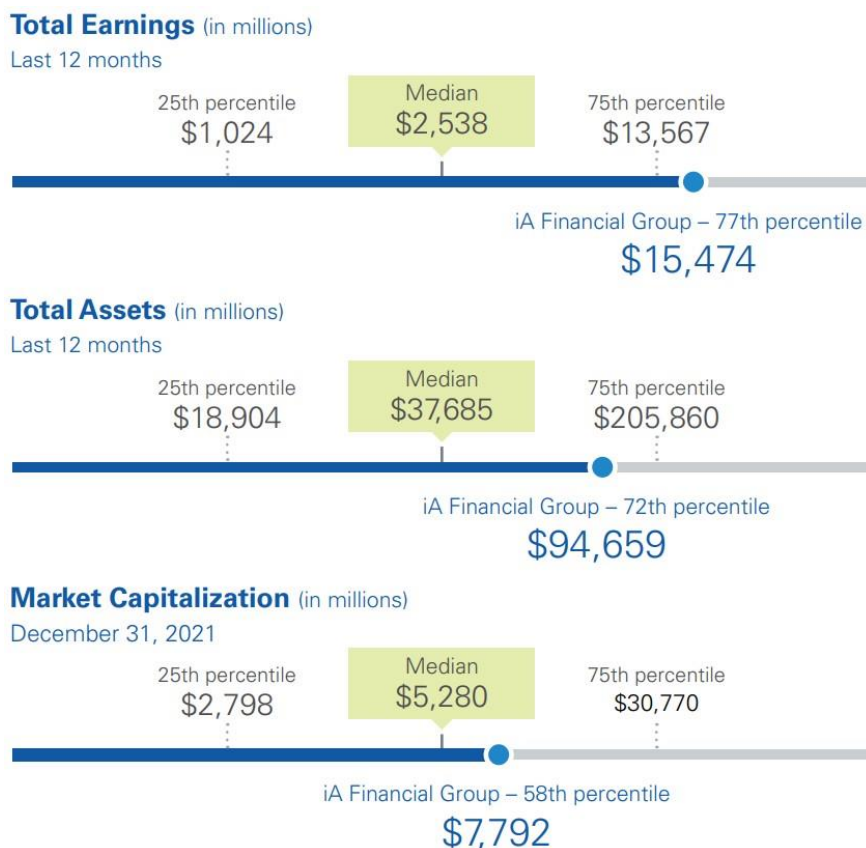 Total Earnings (in millions)
Last 12 months
25th percentile Median 75th percentile
$1,024 $2,538 $13,567
iA Financial Group – 77th percentile
$15,474
Total Assets (in millions)
Last 12 months
25th percentile Median 75th percentile
$18,904 $37,685 $205,860
iA Financial Group – 72th percentile
$94,659
Market Capitalization (in millions)
December 31, 2021
25th percentile Median 75th percentile
$2,798 $5,280 $30,770
iA Financial Group – 58th percentile
$7,792